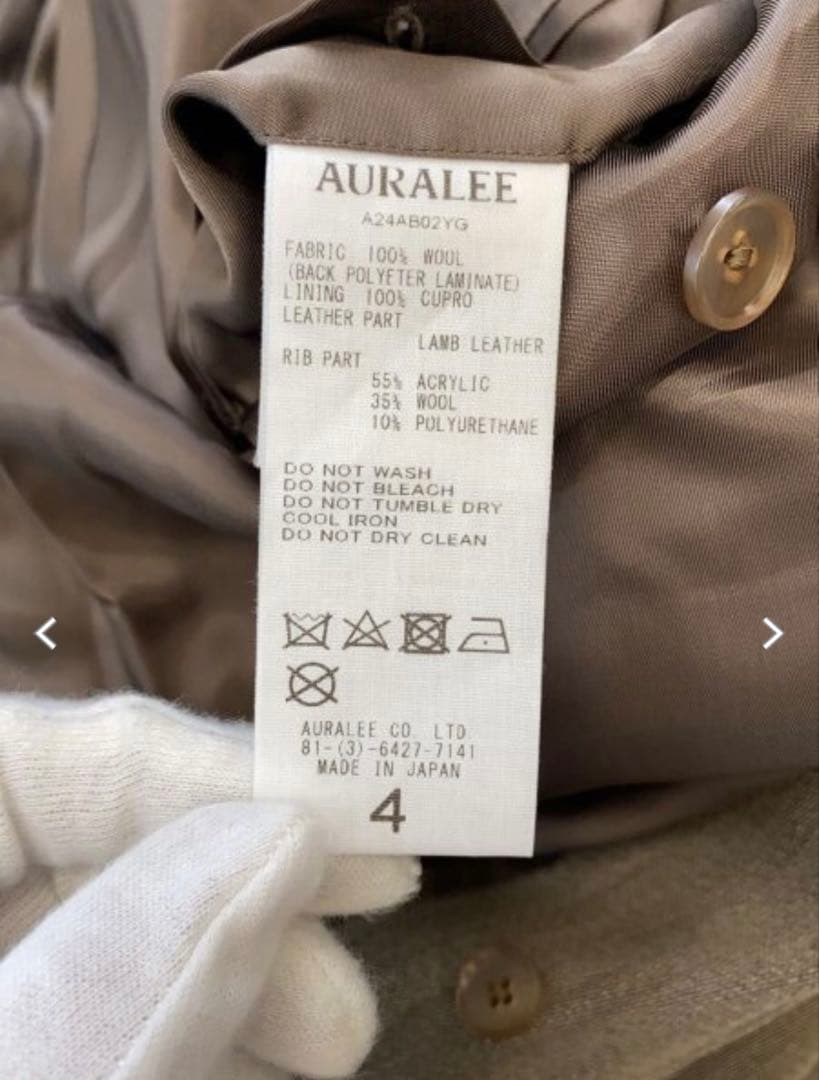 AURALEE
A24AB02YG
FABRIC 100% WOOL
(BACK POLYETER LAMINATE)
LINING 100% CUPRO
LEATHER PART
LAMB LEATHER
RIB PART
55% ACRYLIC
35% WOOL
10% POLYURETHANE
DO NOT WASH
DO NOT BLEACH
DO NOT TUMBLE DRY
COOL IRON
DO NOT DRY CLEAN
AURALEE CO. LTD
81-(3)-6427-7141
MADE IN JAPAN
4